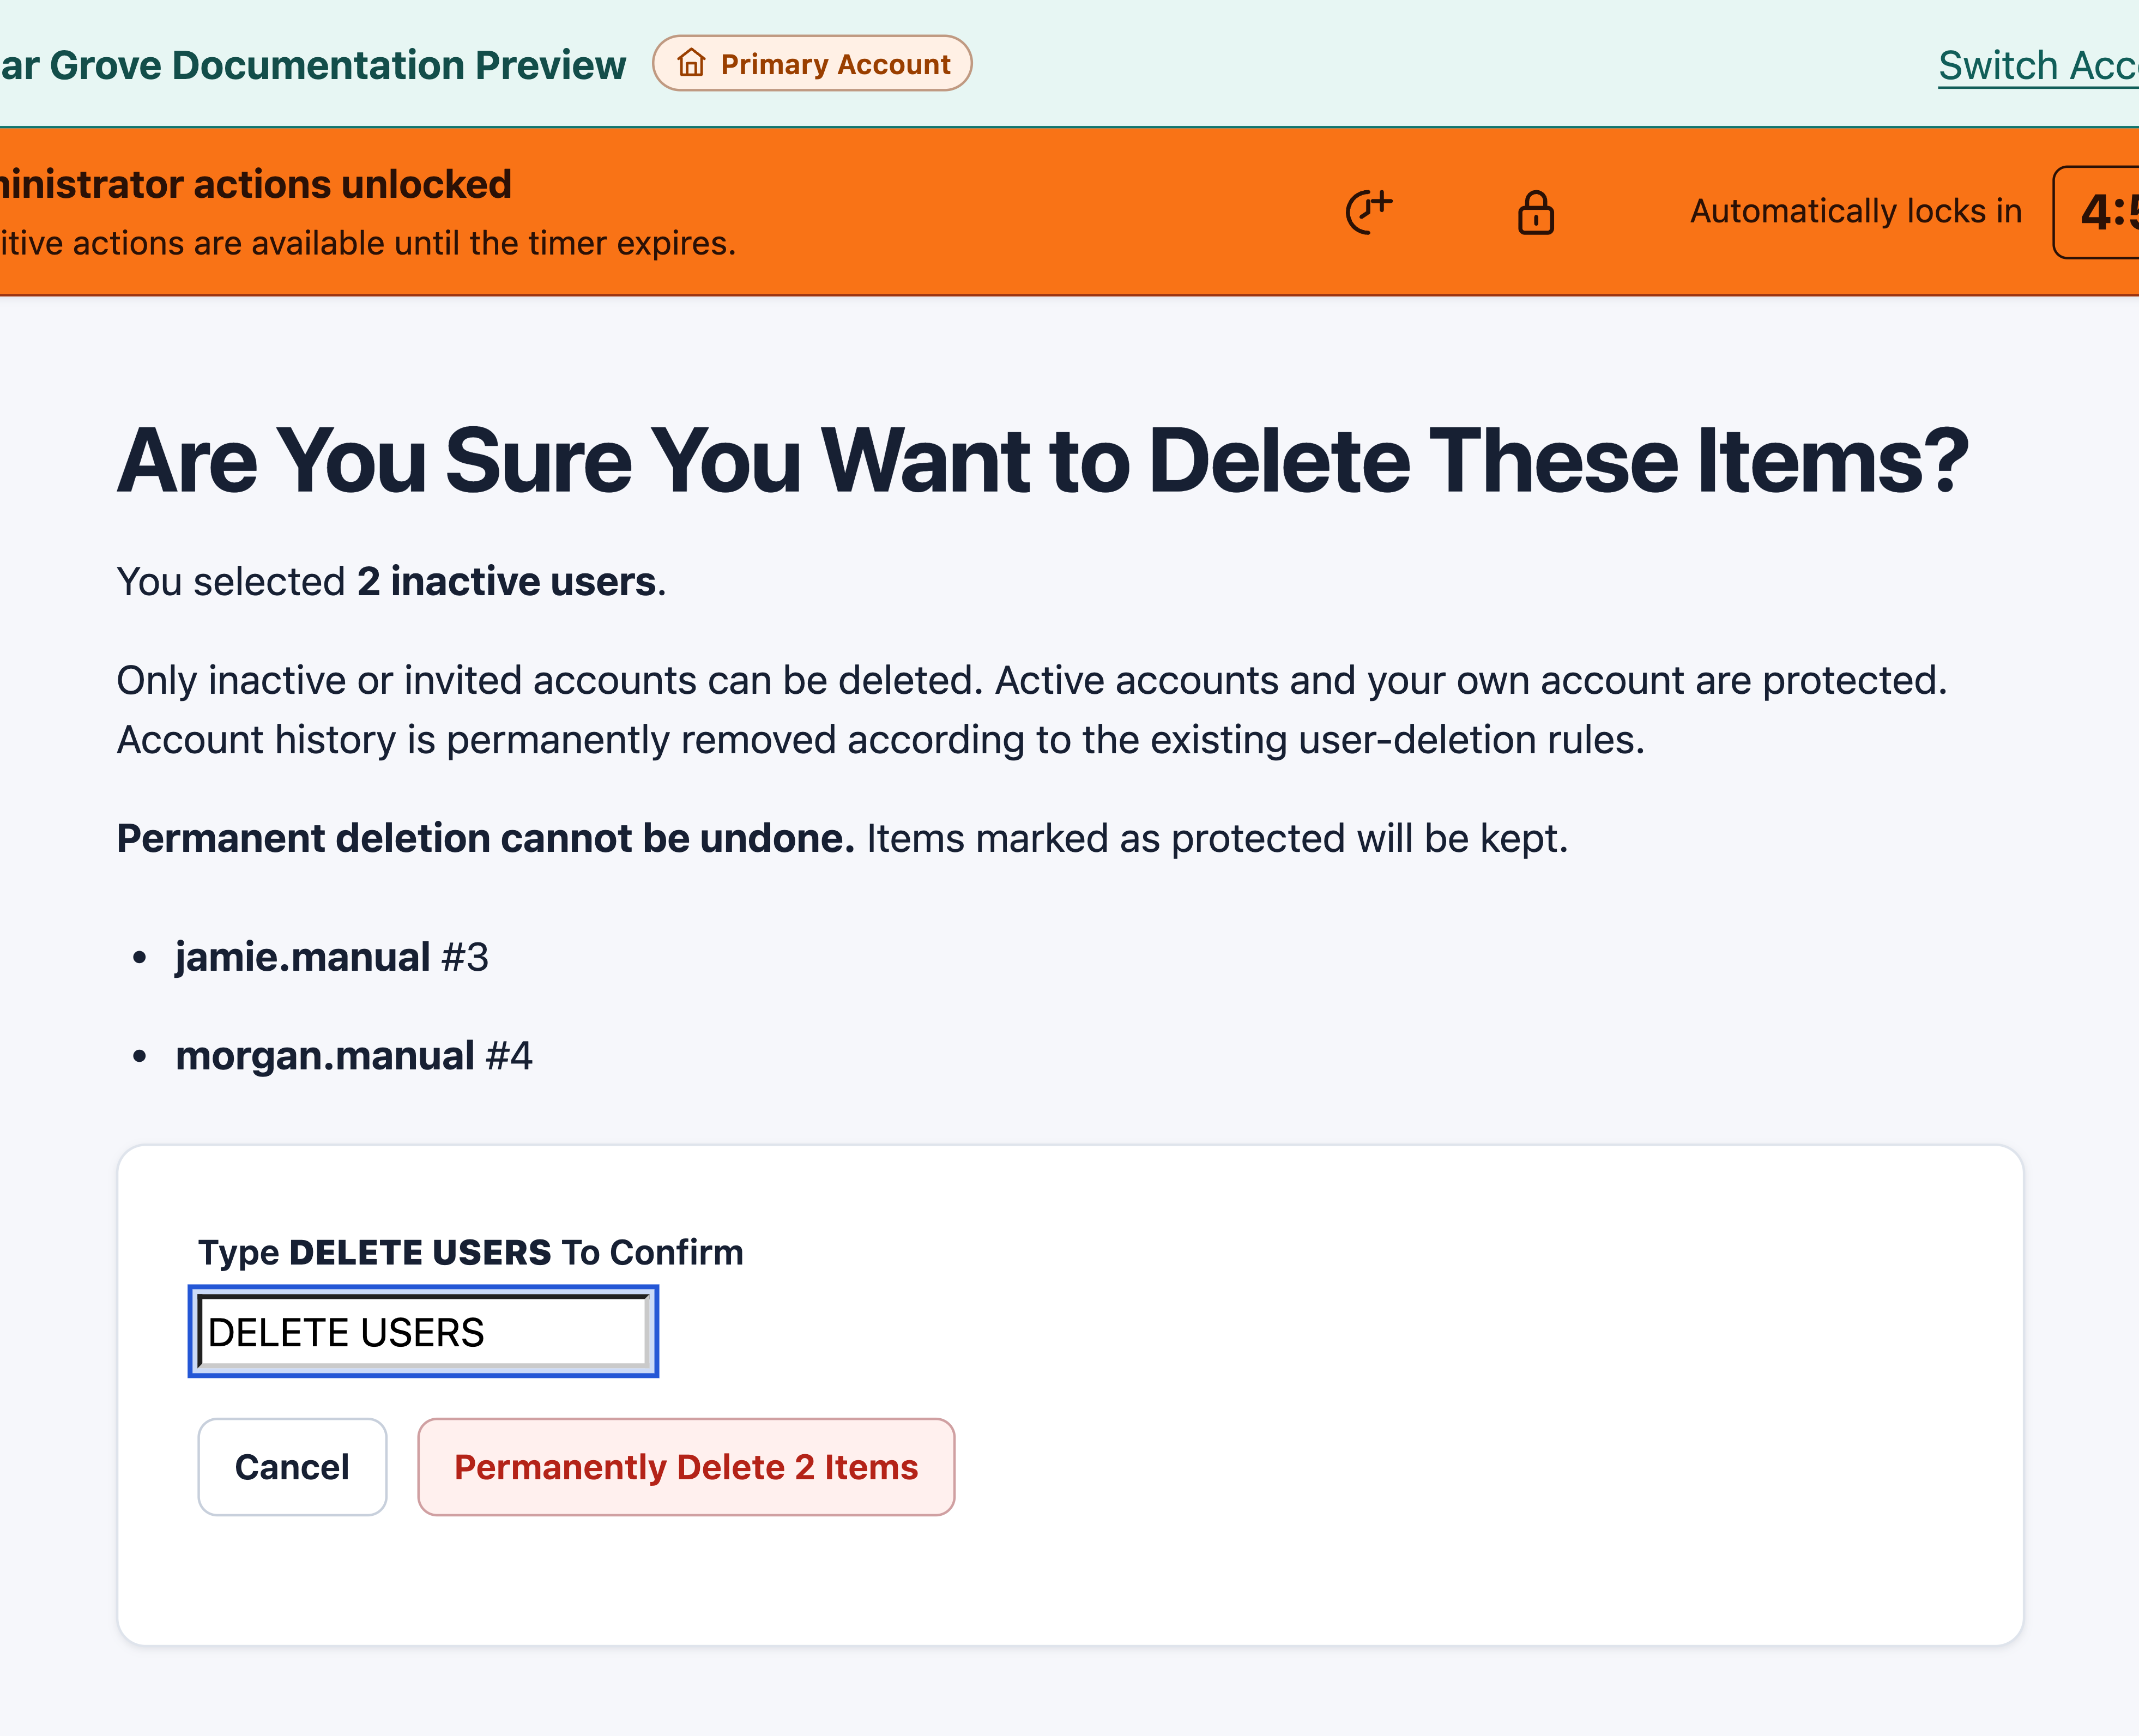 ar Grove Documentation Preview
Primary Account
Switch Acc
ministrator actions unlocked
itive actions are available until the timer expires.
Automatically locks in
4:5
Are You Sure You Want to Delete These Items?
You selected 2 inactive users.
Only inactive or invited accounts can be deleted. Active accounts and your own account are protected.
Account history is permanently removed according to the existing user-deletion rules.
Permanent deletion cannot be undone. Items marked as protected will be kept.
• jamie.manual #3
• morgan.manual #4
Type DELETE USERS To Confirm
DELETE USERS
Cancel
Permanently Delete 2 Items